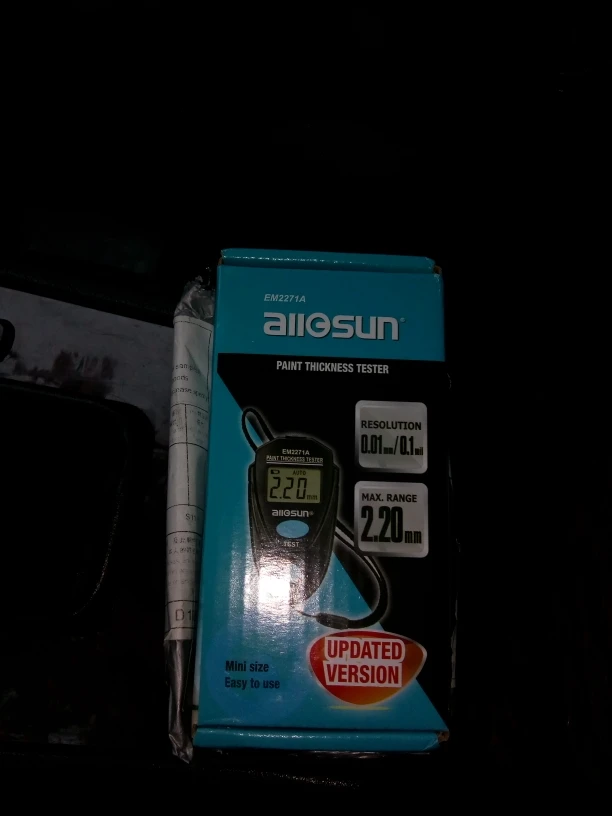 EM2271A
allosun®
PAINT THICKNESS TESTER
RESOLUTION
0.01mm/0.1mil
MAX. RANGE
2.20mm
EM2271A
PAINT THICKNESS TESTER
AUTO
2.20mm
allosun®
TEST
UPDATED
VERSION
Mini size
Easy to use